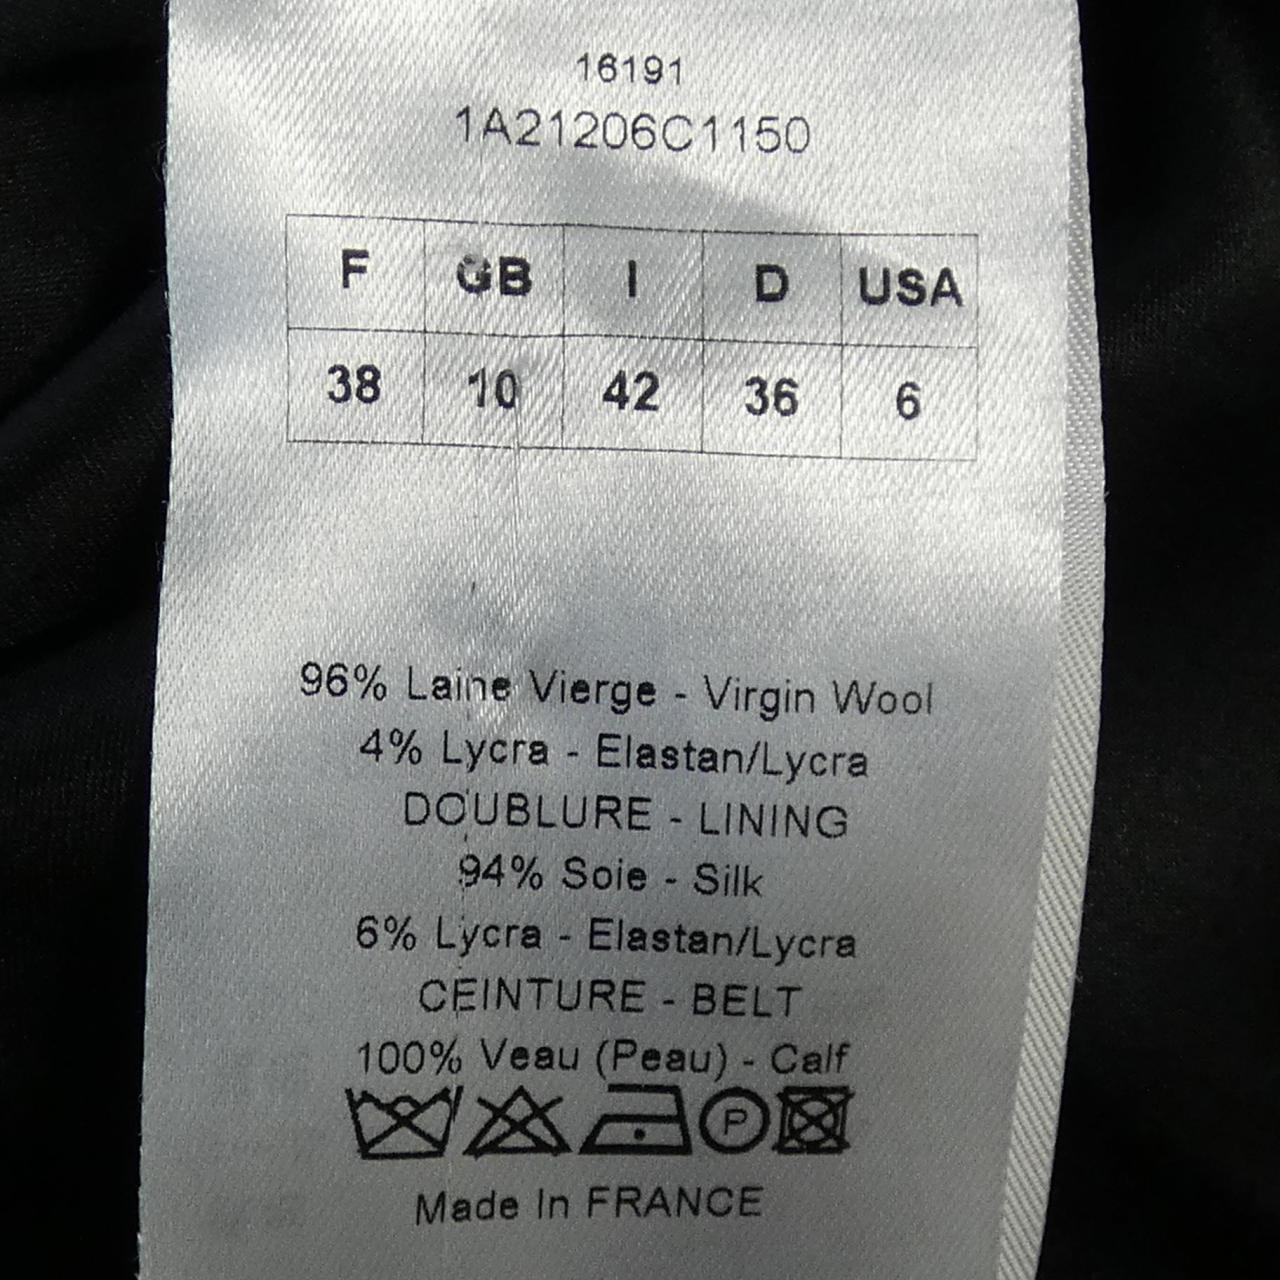 16191
1A21206C1150
F GB I D USA
38 10 42 36 6
96% Laine Vierge - Virgin Wool
4% Lycra - Elastan/Lycra
DOUBLURE - LINING
94% Soie - Silk
6% Lycra - Elastan/Lycra
CEINTURE - BELT
100% Veau (Peau) - Calf
P
Made In FRANCE